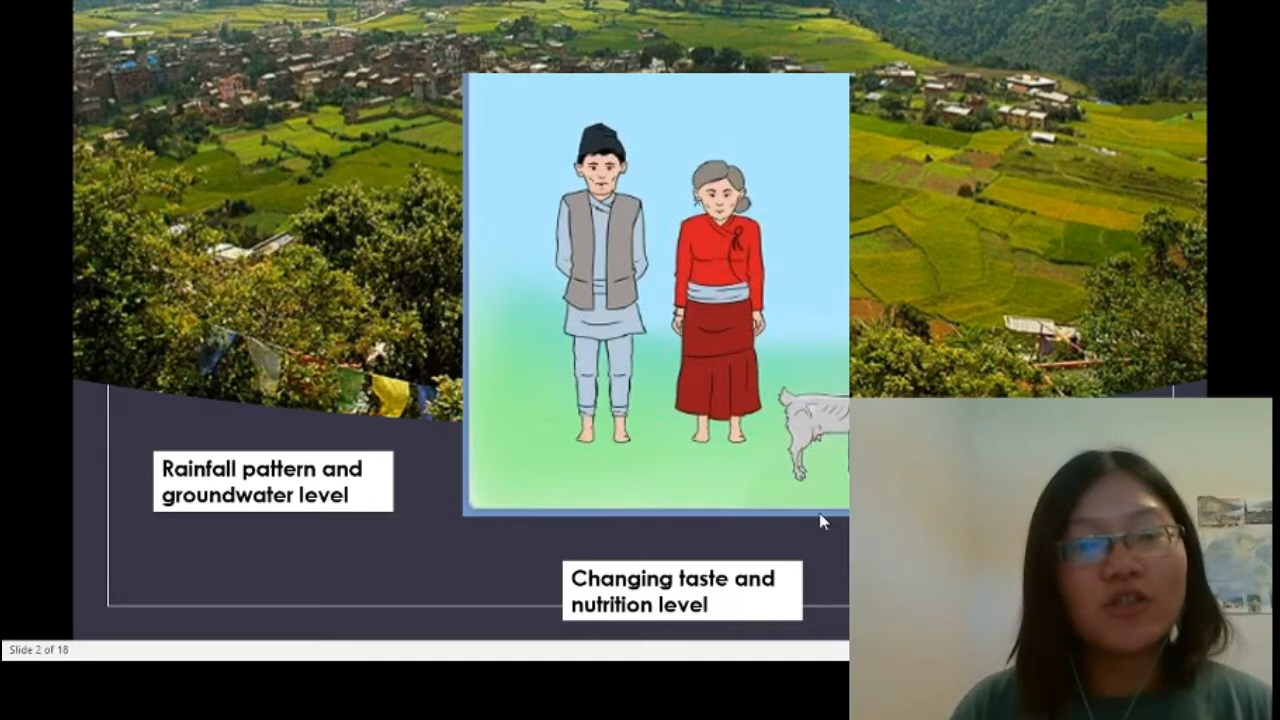 Rainfall pattern and
groundwater level
Changing taste and
nutrition level
Slide 2 of 18